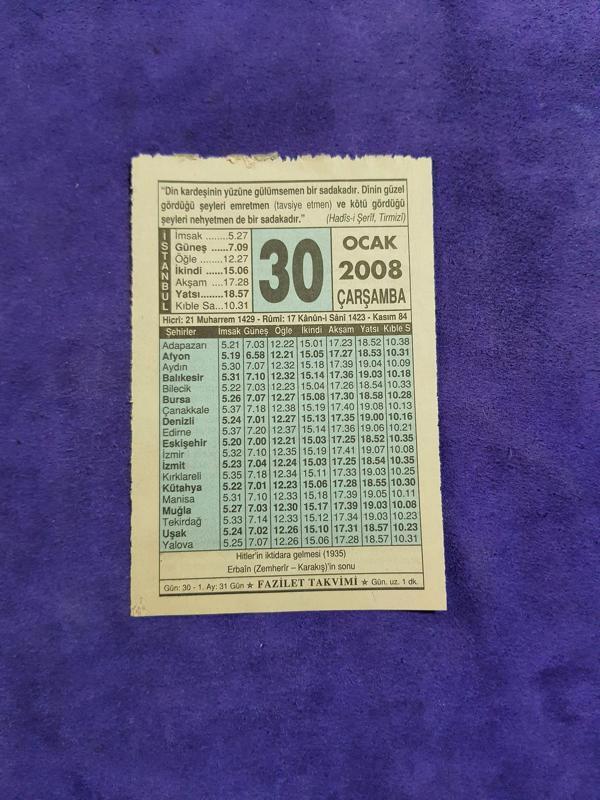 “Din kardeşinin yüzüne gülümsemen bir sadakadır. Dînin güzel
gördüğü şeyleri emretmen (tavsiye etmen) ve kötü gördüğü
şeyleri nehyetmen de bir sadakadır.” (Hadîs-i Şerîf, Tirmizî)
İSTANBUL
İmsak ........5.27
Güneş ......7.09
Öğle ........12.27
İkindi ......15.06
Akşam ....17.28
Yatsı........18.57
Kıble Sa...10.31
30
OCAK
2008
ÇARŞAMBA
Hicrî: 21 Muharrem 1429 - Rûmî: 17 Kânûn-i Sânî 1423 - Kasım 84
Şehirler İmsak Güneş Öğle İkindi Akşam Yatsı Kıble S
Adapazarı 5.21 7.03 12.22 15.01 17.23 18.52 10.38
Afyon 5.19 6.58 12.21 15.05 17.27 18.53 10.31
Aydın 5.30 7.07 12.32 15.18 17.39 19.04 10.09
Balıkesir 5.31 7.10 12.32 15.14 17.36 19.03 10.18
Bilecik 5.22 7.03 12.23 15.04 17.26 18.54 10.33
Bursa 5.26 7.07 12.27 15.08 17.30 18.58 10.28
Çanakkale 5.37 7.18 12.38 15.19 17.40 19.08 10.13
Denizli 5.24 7.01 12.27 15.13 17.35 19.00 10.16
Edirne 5.37 7.20 12.37 15.14 17.36 19.06 10.21
Eskişehir 5.20 7.00 12.21 15.03 17.25 18.52 10.35
İzmir 5.32 7.10 12.35 15.19 17.41 19.07 10.08
İzmit 5.23 7.04 12.24 15.03 17.25 18.54 10.35
Kırklareli 5.35 7.18 12.34 15.11 17.33 19.03 10.25
Kütahya 5.22 7.01 12.23 15.06 17.28 18.55 10.30
Manisa 5.31 7.10 12.33 15.18 17.39 19.05 10.11
Muğla 5.27 7.03 12.30 15.17 17.39 19.03 10.08
Tekirdağ 5.33 7.14 12.33 15.12 17.34 19.03 10.23
Uşak 5.24 7.02 12.26 15.10 17.31 18.57 10.23
Yalova 5.25 7.07 12.26 15.06 17.28 18.57 10.31
Hitler'in iktidara gelmesi (1935)
Erbaîn (Zemherîr – Karakış)'in sonu
Gün: 30 - 1. Ay: 31 Gün ★ FAZİLET TAKVİMİ ★ Gün. uz. 1 dk.